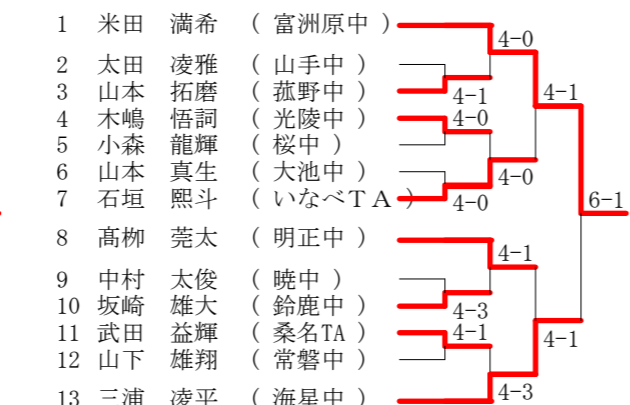 1 米田 満希 ( 富洲原中 )
4-0
2 太田 凌雅 ( 山手中 )
3 山本 拓磨 ( 菰野中 )
4-1
4-1
4 木嶋 悟詞 ( 光陵中 )
4-0
5 小森 龍輝 ( 桜中 )
6 山本 真生 ( 大池中 )
4-0
7 石垣 熙斗 ( いなべTA )
4-0
6-1
8 髙栁 莞太 ( 明正中 )
4-1
9 中村 太俊 ( 暁中 )
10 坂崎 雄大 ( 鈴鹿中 )
4-3
11 武田 益輝 ( 桑名TA )
4-1
4-1
12 山下 雄翔 ( 常磐中 )
13 三浦 凌平 ( 海星中 )
4-3